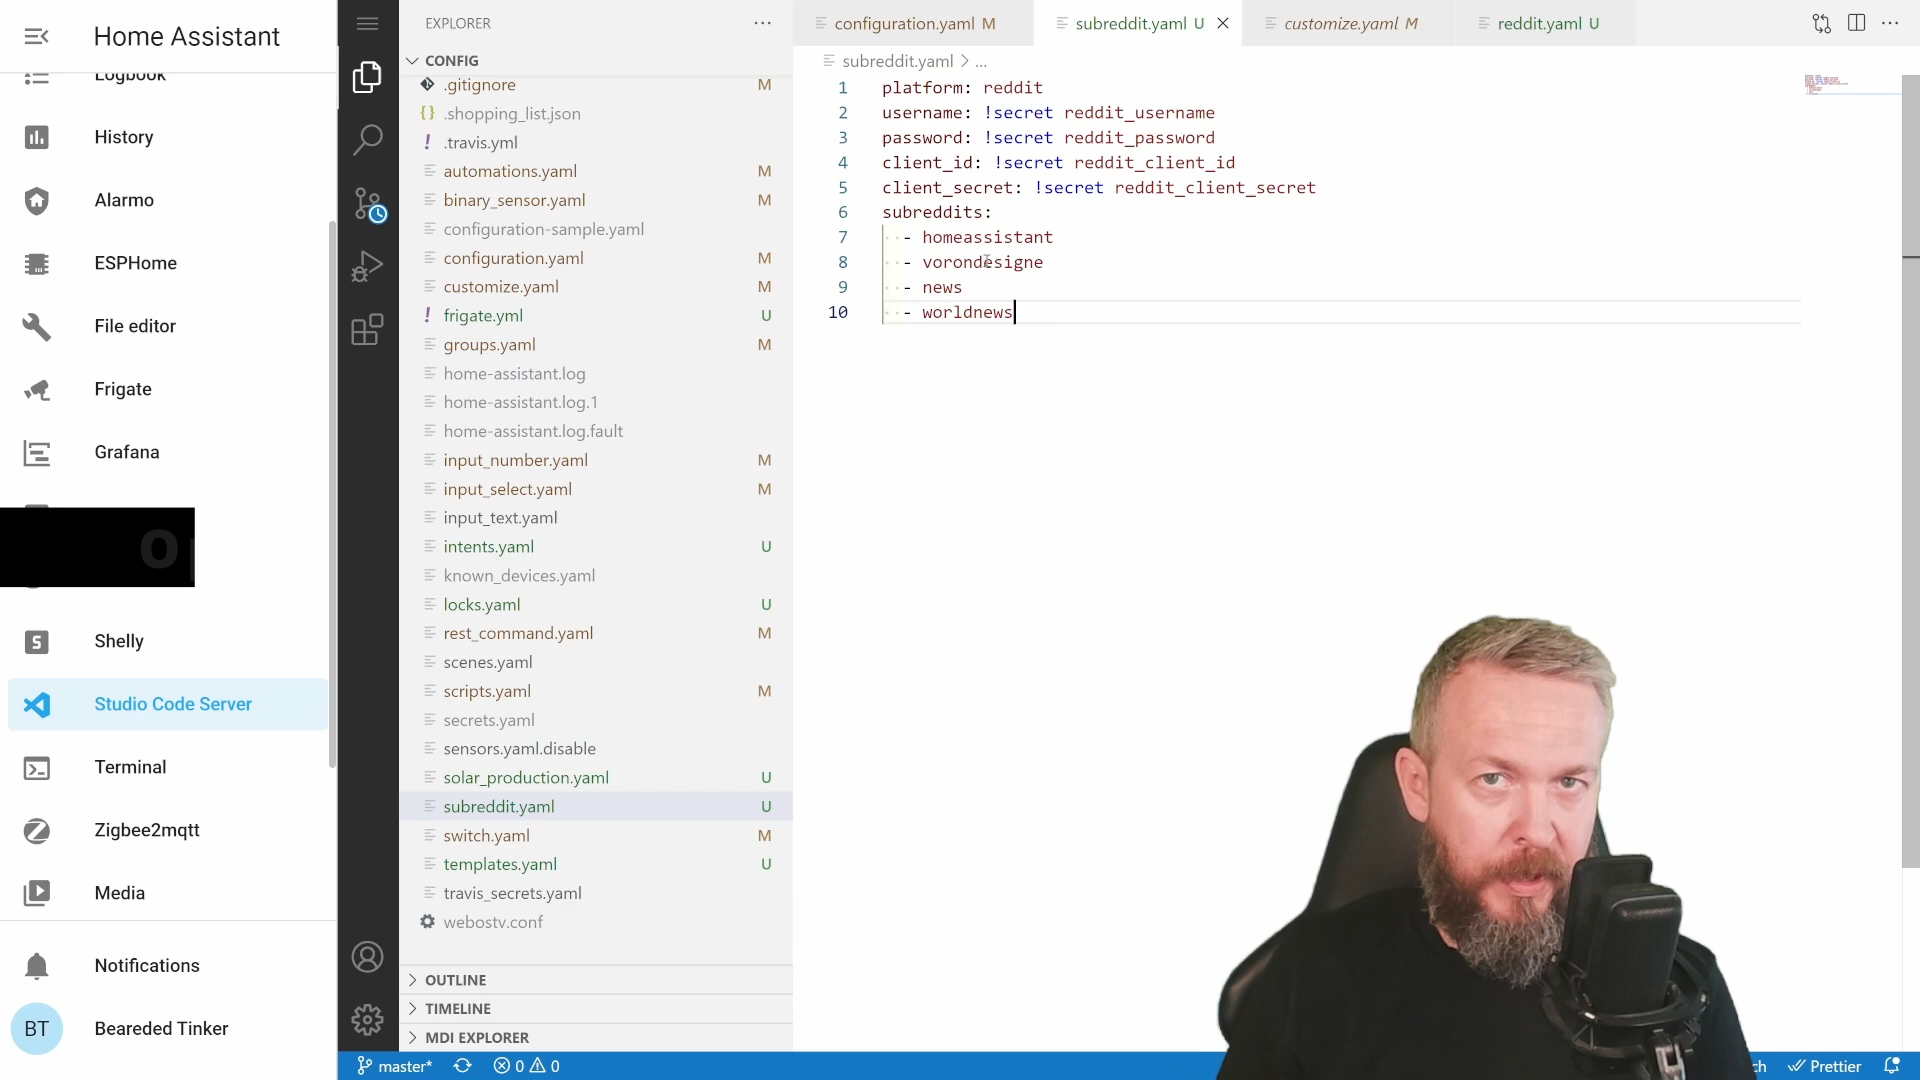 Home Assistant
Logbook
History
Alarmo
ESPHome
File editor
Frigate
Grafana
O
Shelly
Studio Code Server
Terminal
Zigbee2mqtt
Media
Notifications
BT
Bearded Tinker
EXPLORER
CONFIG
.gitignore M
{} .shopping_list.json
! .travis.yml
automations.yaml M
binary_sensor.yaml M
configuration-sample.yaml
configuration.yaml M
customize.yaml M
! frigate.yml U
groups.yaml M
home-assistant.log
home-assistant.log.1
home-assistant.log.fault
input_number.yaml M
input_select.yaml M
input_text.yaml
intents.yaml U
known_devices.yaml
locks.yaml U
rest_command.yaml M
scenes.yaml
scripts.yaml M
secrets.yaml
sensors.yaml.disable
solar_production.yaml U
subreddit.yaml U
switch.yaml M
templates.yaml U
travis_secrets.yaml
webostv.conf
OUTLINE
TIMELINE
MDI EXPLORER
configuration.yaml M
subreddit.yaml U
customize.yaml M
reddit.yaml U
subreddit.yaml > ...
1 platform: reddit
2 username: !secret reddit_username
3 password: !secret reddit_password
4 client_id: !secret reddit_client_id
5 client_secret: !secret reddit_client_secret
6 subreddits:
7 - homeassistant
8 - vorondesigne
9 - news
10 - worldnews
master* 0 0
ch Prettier